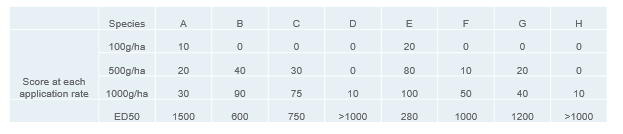 Species A B C D E F G H
100g/ha 10 0 0 0 20 0 0 0
500g/ha 20 40 30 0 80 10 20 0
Score at each
application rate 1000g/ha 30 90 75 10 100 50 40 10
ED50 1500 600 750 >1000 280 1000 1200 >1000